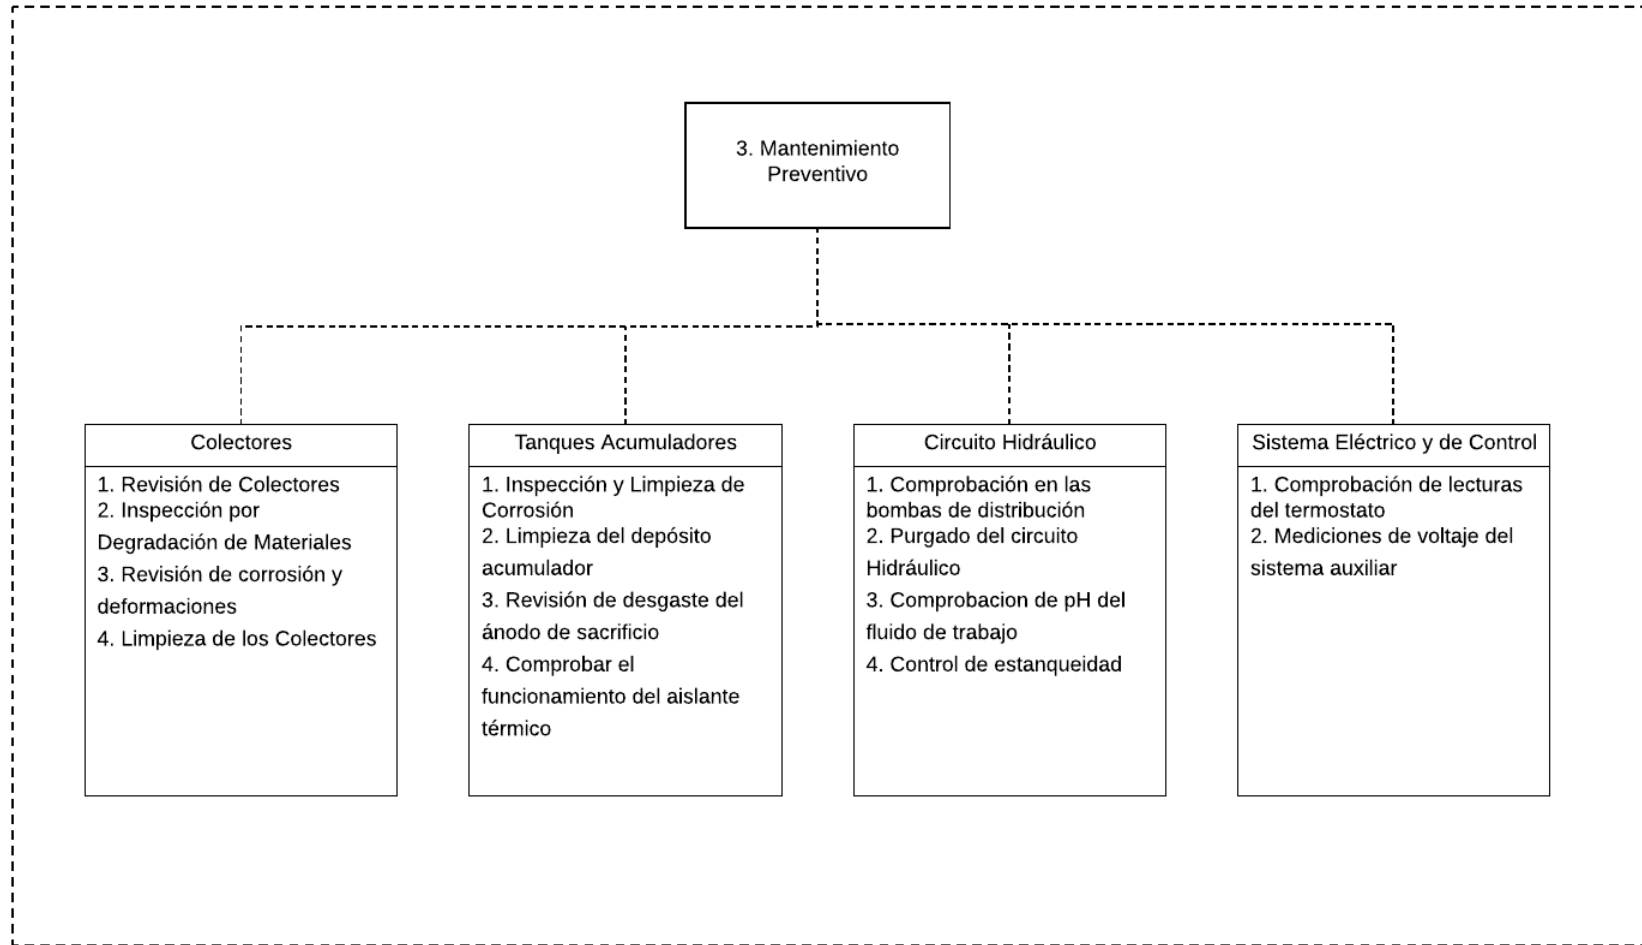 3. Mantenimiento
Preventivo
Colectores
1. Revisión de Colectores
2. Inspección por
Degradación de Materiales
3. Revisión de corrosión y
deformaciones
4. Limpieza de los Colectores
Tanques Acumuladores
1. Inspección y Limpieza de
Corrosión
2. Limpieza del depósito
acumulador
3. Revisión de desgaste del
ánodo de sacrificio
4. Comprobar el
funcionamiento del aislante
térmico
Circuito Hidráulico
1. Comprobación en las
bombas de distribución
2. Purgado del circuito
Hidráulico
3. Comprobacion de pH del
fluido de trabajo
4. Control de estanqueidad
Sistema Eléctrico y de Control
1. Comprobación de lecturas
del termostato
2. Mediciones de voltaje del
sistema auxiliar